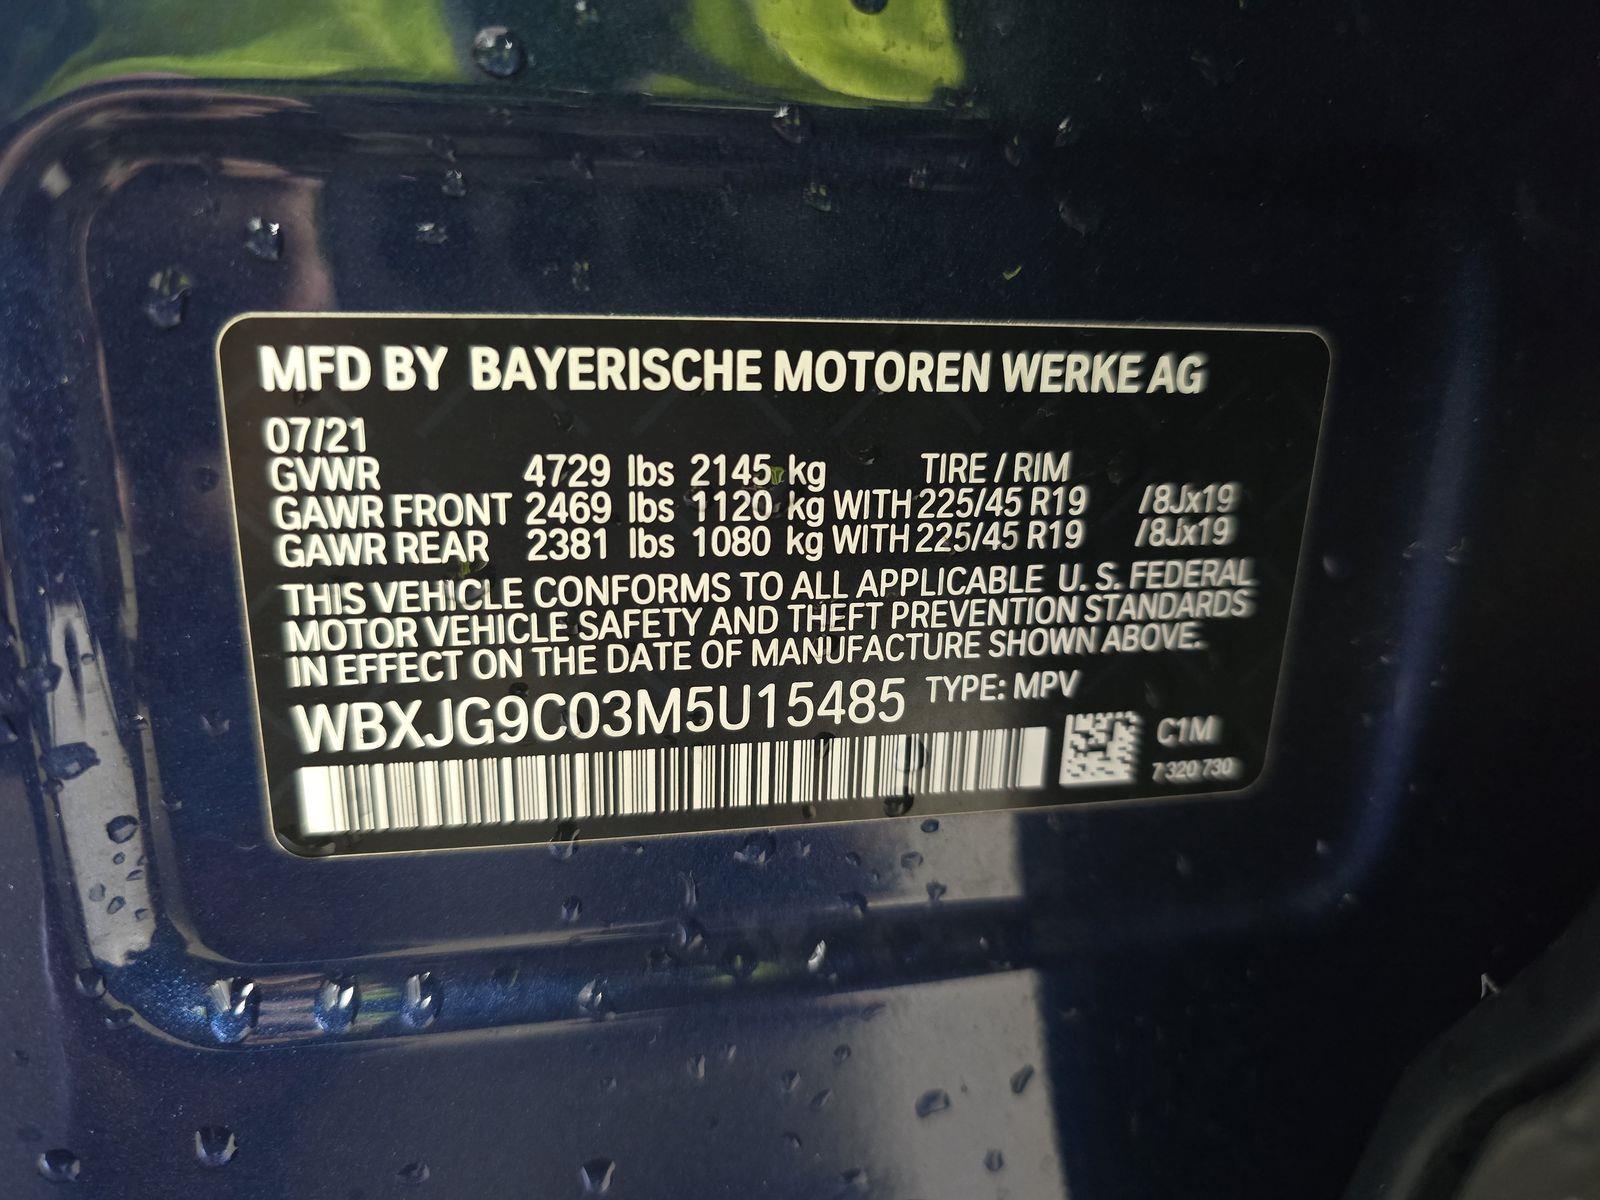 MFD BY BAYERISCHE MOTOREN WERKE AG
07/21
GVWR 4729 lbs 2145 kg TIRE / RIM
GAWR FRONT 2469 lbs 1120 kg WITH 225/45 R19 /8Jx19
GAWR REAR 2381 lbs 1080 kg WITH 225/45 R19 /8Jx19
THIS VEHICLE CONFORMS TO ALL APPLICABLE U. S. FEDERAL
MOTOR VEHICLE SAFETY AND THEFT PREVENTION STANDARDS
IN EFFECT ON THE DATE OF MANUFACTURE SHOWN ABOVE.
WBXJG9C03M5U15485 TYPE: MPV
C1M
7 320 730